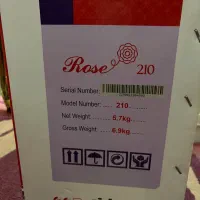 Rose 210
Serial Number:
Model Number: 210
Net Weight 5.7kg
Gross Weight 6.9kg